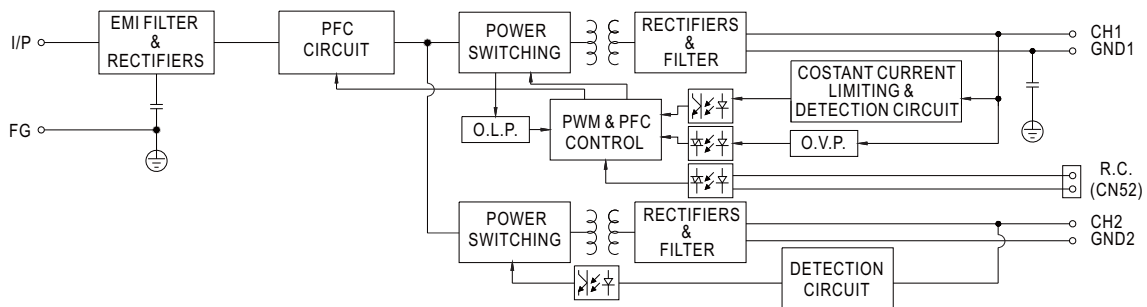 I/P
EMI FILTER
&
RECTIFIERS
PFC
CIRCUIT
POWER
SWITCHING
RECTIFIERS
&
FILTER
CH1
GND1
COSTANT CURRENT
LIMITING &
DETECTION CIRCUIT
FG
O.L.P.
PWM & PFC
CONTROL
O.V.P.
R.C.
(CN52)
POWER
SWITCHING
RECTIFIERS
&
FILTER
CH2
GND2
DETECTION
CIRCUIT